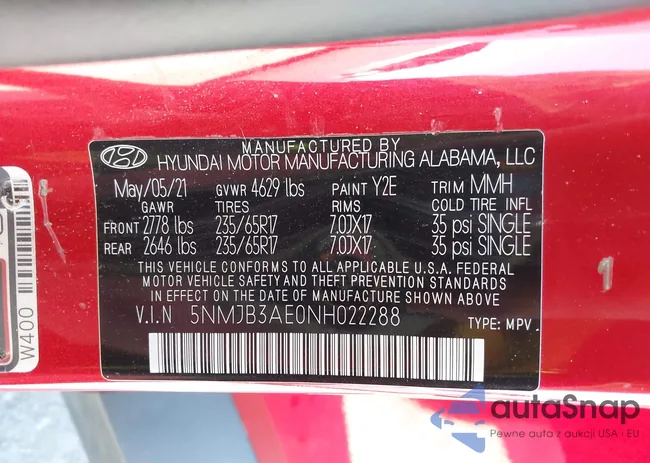 MANUFACTURED BY
HYUNDAI MOTOR MANUFACTURING ALABAMA, LLC
May/05/21 GVWR 4629 lbs PAINT Y2E TRIM MMH
GAWR TIRES RIMS COLD TIRE INFL
FRONT 2778 lbs 235/65R17 7.0JX17 35 psi SINGLE
REAR 2646 lbs 235/65R17 7.0JX17 35 psi SINGLE
THIS VEHICLE CONFORMS TO ALL APPLICABLE U.S.A. FEDERAL
MOTOR VEHICLE SAFETY AND THEFT PREVENTION STANDARDS
IN EFFECT ON THE DATE OF MANUFACTURE SHOWN ABOVE
V.I.N 5NMJB3AE0NH022288 TYPE: MPV
W400
autaSnap
Pewne auta z aukcji USA i EU